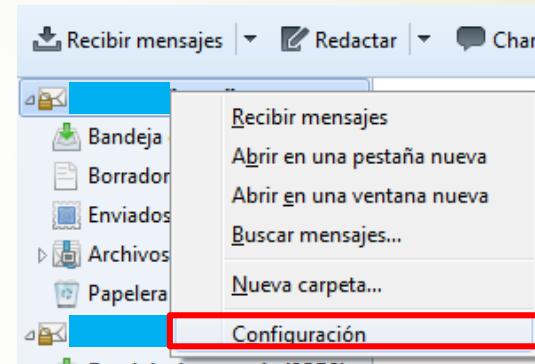 Recibir mensajes Redactar
Recibir mensajes
Abrir en una pestaña nueva
Bandeja
Borrador
Abrir en una ventana nueva
Enviados
Buscar mensajes...
Archivos
Nueva carpeta...
Papelera
Configuración